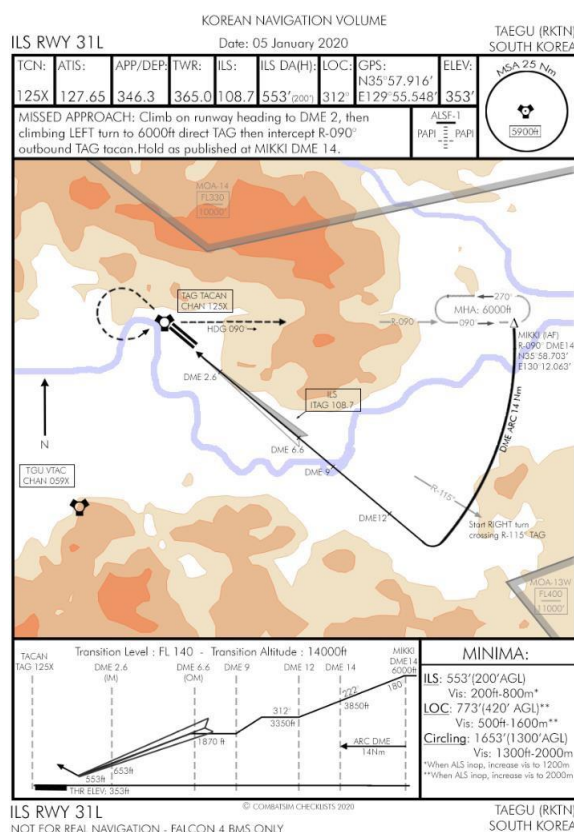 KOREAN NAVIGATION VOLUME
ILS RWY 31L
Date: 05 January 2020
TAEGU (RKTN)
SOUTH KOREA
TCN: ATIS: APP/DEP: TWR: ILS: ILS DA(H): LOC: GPS: ELEV:
125X 127.65 346.3 365.0 108.7 553'(200') 312° N35°57.916' E129°55.548' 353'
MSA 25 Nm
5900ft
MISSED APPROACH: Climb on runway heading to DME 2, then
climbing LEFT turn to 6000ft direct TAG then intercept R-090°
outbound TAG tacan.Hold as published at MIKKI DME 14.
ALSF-1
PAPI PAPI
MOA-14
FL330
10000'
TAG TACAN
CHAN 125X
HDG 090
R-090°
270°
MHA: 6000ft
090°
MIKKI (IAF)
R-090° DME14
N35°58.703'
E130°12.063'
DME 2.6
ILS
ITAG 108.7
DME 6.6
DME 9
DME12
DME ARC 14 Nm
R-115°
Start RIGHT turn
crossing R-115° TAG
N
TGU VTAC
CHAN 059X
MOA-13W
FL400
11000'
Transition Level : FL 140 - Transition Altitude : 14000ft
TACAN
TAG 125X
DME 2.6
(IM)
DME 6.6
(OM)
DME 9
DME 12
DME 14
MIKKI
DME14
6000ft
180°
222°
3850ft
312°
3350ft
1870 ft
653ft
553ft
ARC DME
14Nm
THR ELEV: 353ft
MINIMA:
ILS: 553'(200'AGL)
Vis: 200ft-800m*
LOC: 773'(420' AGL)**
Vis: 500ft-1600m**
Circling: 1653'(1300'AGL)
Vis: 1300ft-2000m
*When ALS inop, increase vis to 1200m
**When ALS inop, increase vis to 2000m
ILS RWY 31L
© COMBATSIM CHECKLISTS 2020
TAEGU (RKTN)
NOT FOR REAL NAVIGATION - FALCON 4 BMS ONLY
SOUTH KOREA